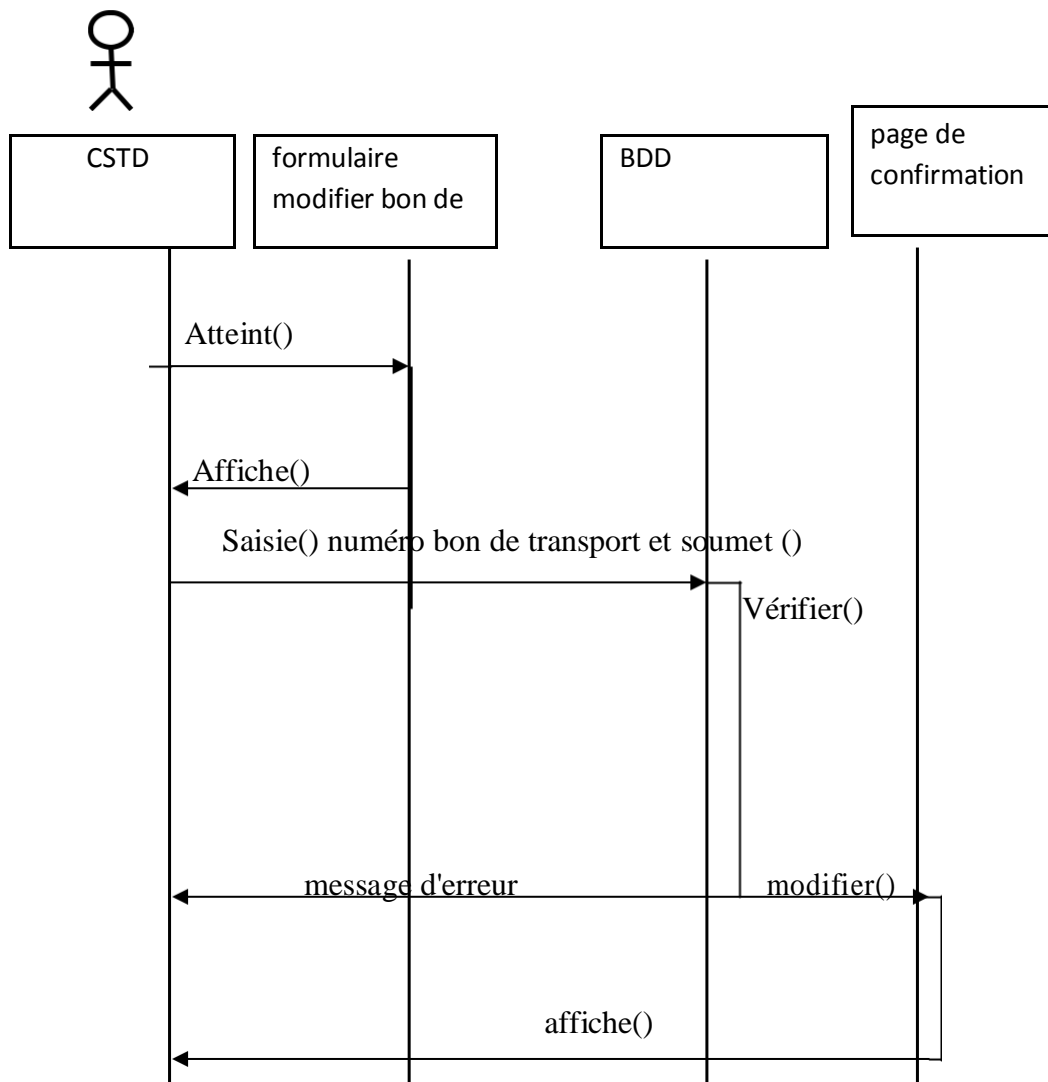 CSTD
formulaire
modifier bon de
BDD
page de
confirmation
Atteint()
Affiche()
Saisie() numéro bon de transport et soumet ()
Vérifier()
message d'erreur
modifier()
affiche()